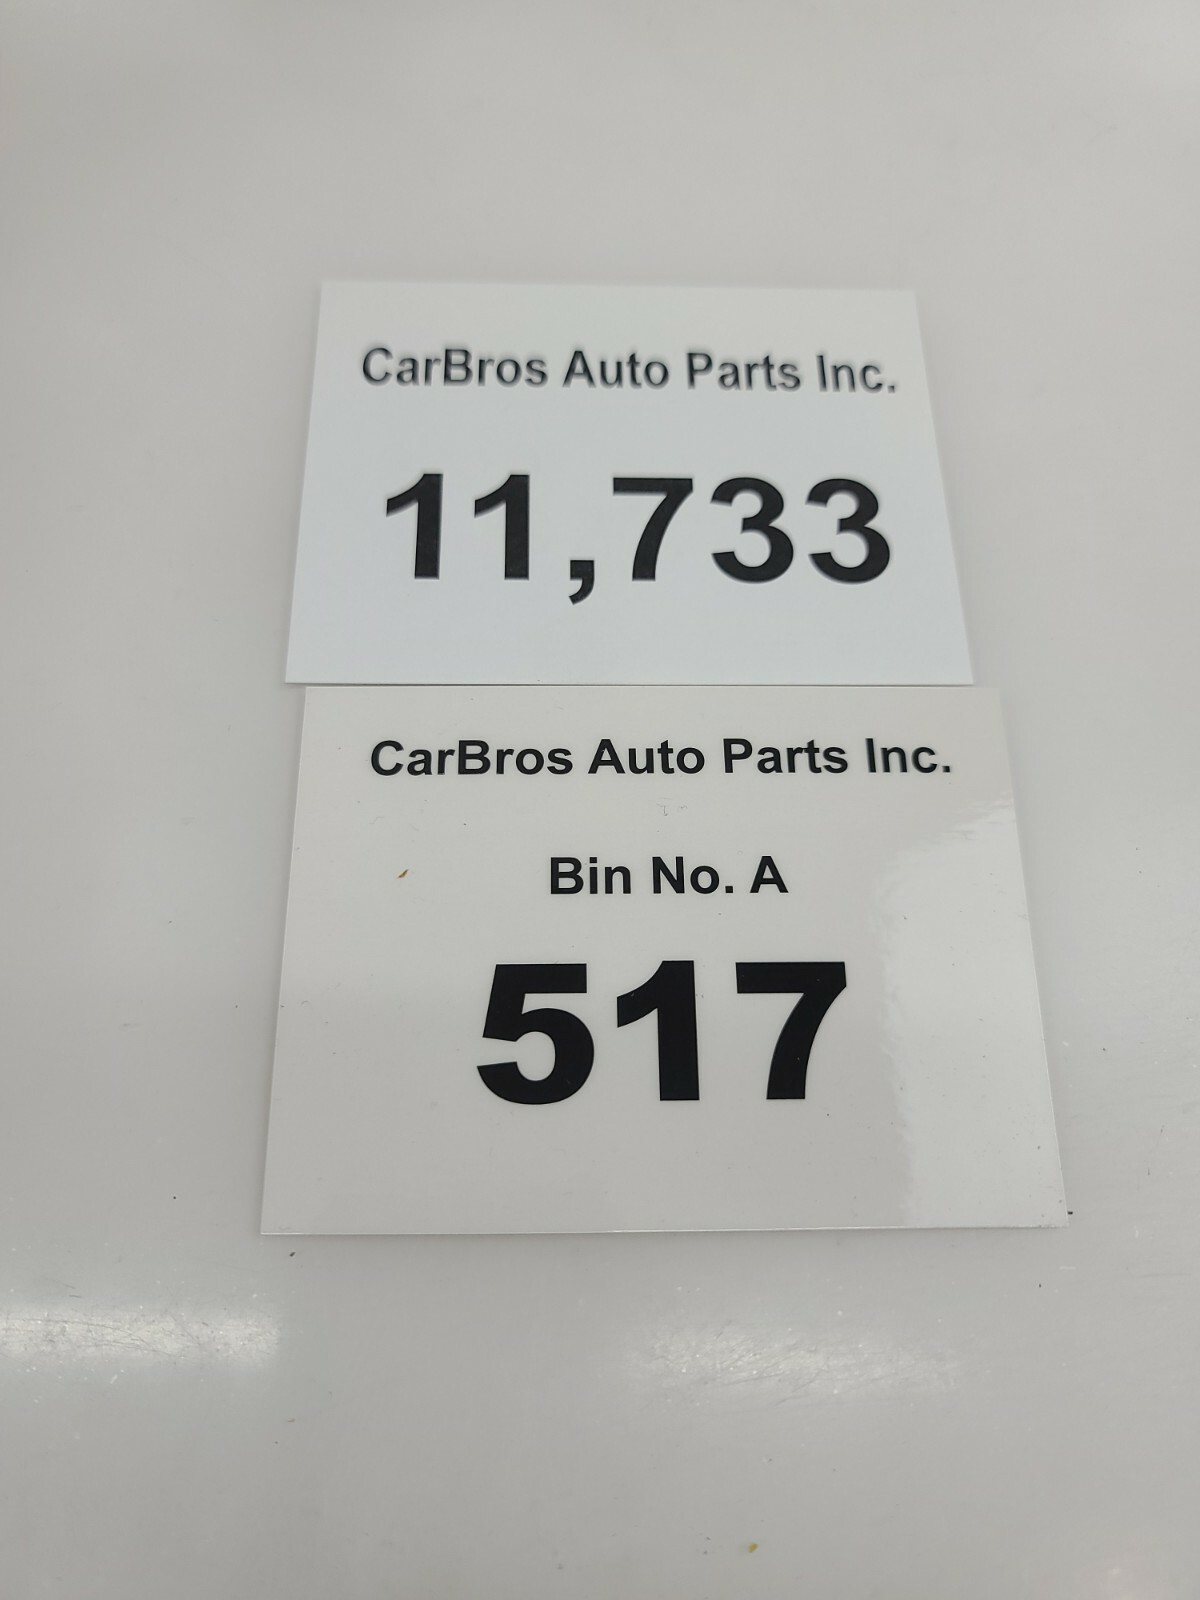 CarBros Auto Parts Inc.
11,733
CarBros Auto Parts Inc.
Bin No. A
517